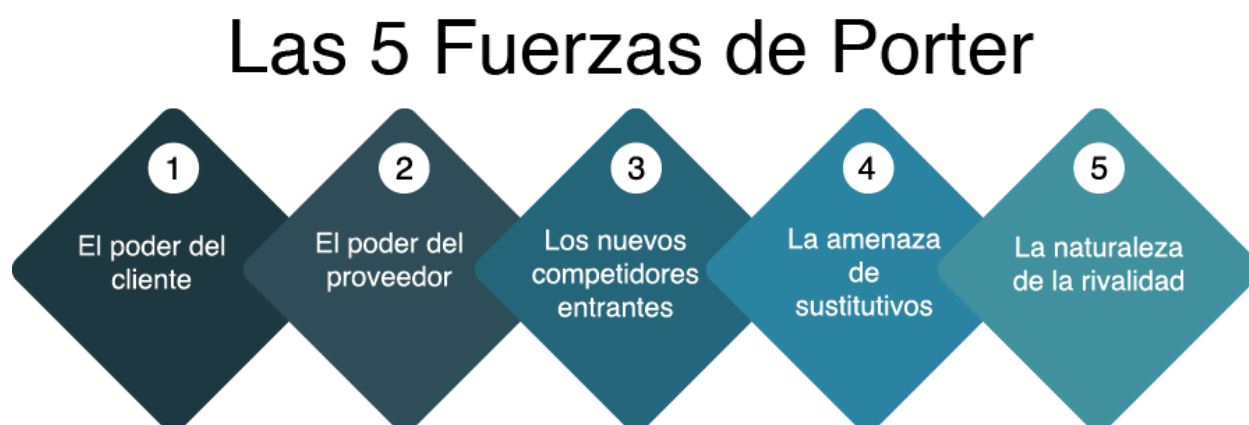 Las 5 Fuerzas de Porter
1
El poder del
cliente
2
El poder del
proveedor
3
Los nuevos
competidores
entrantes
4
La amenaza
de
sustitutivos
5
La naturaleza
de la rivalidad